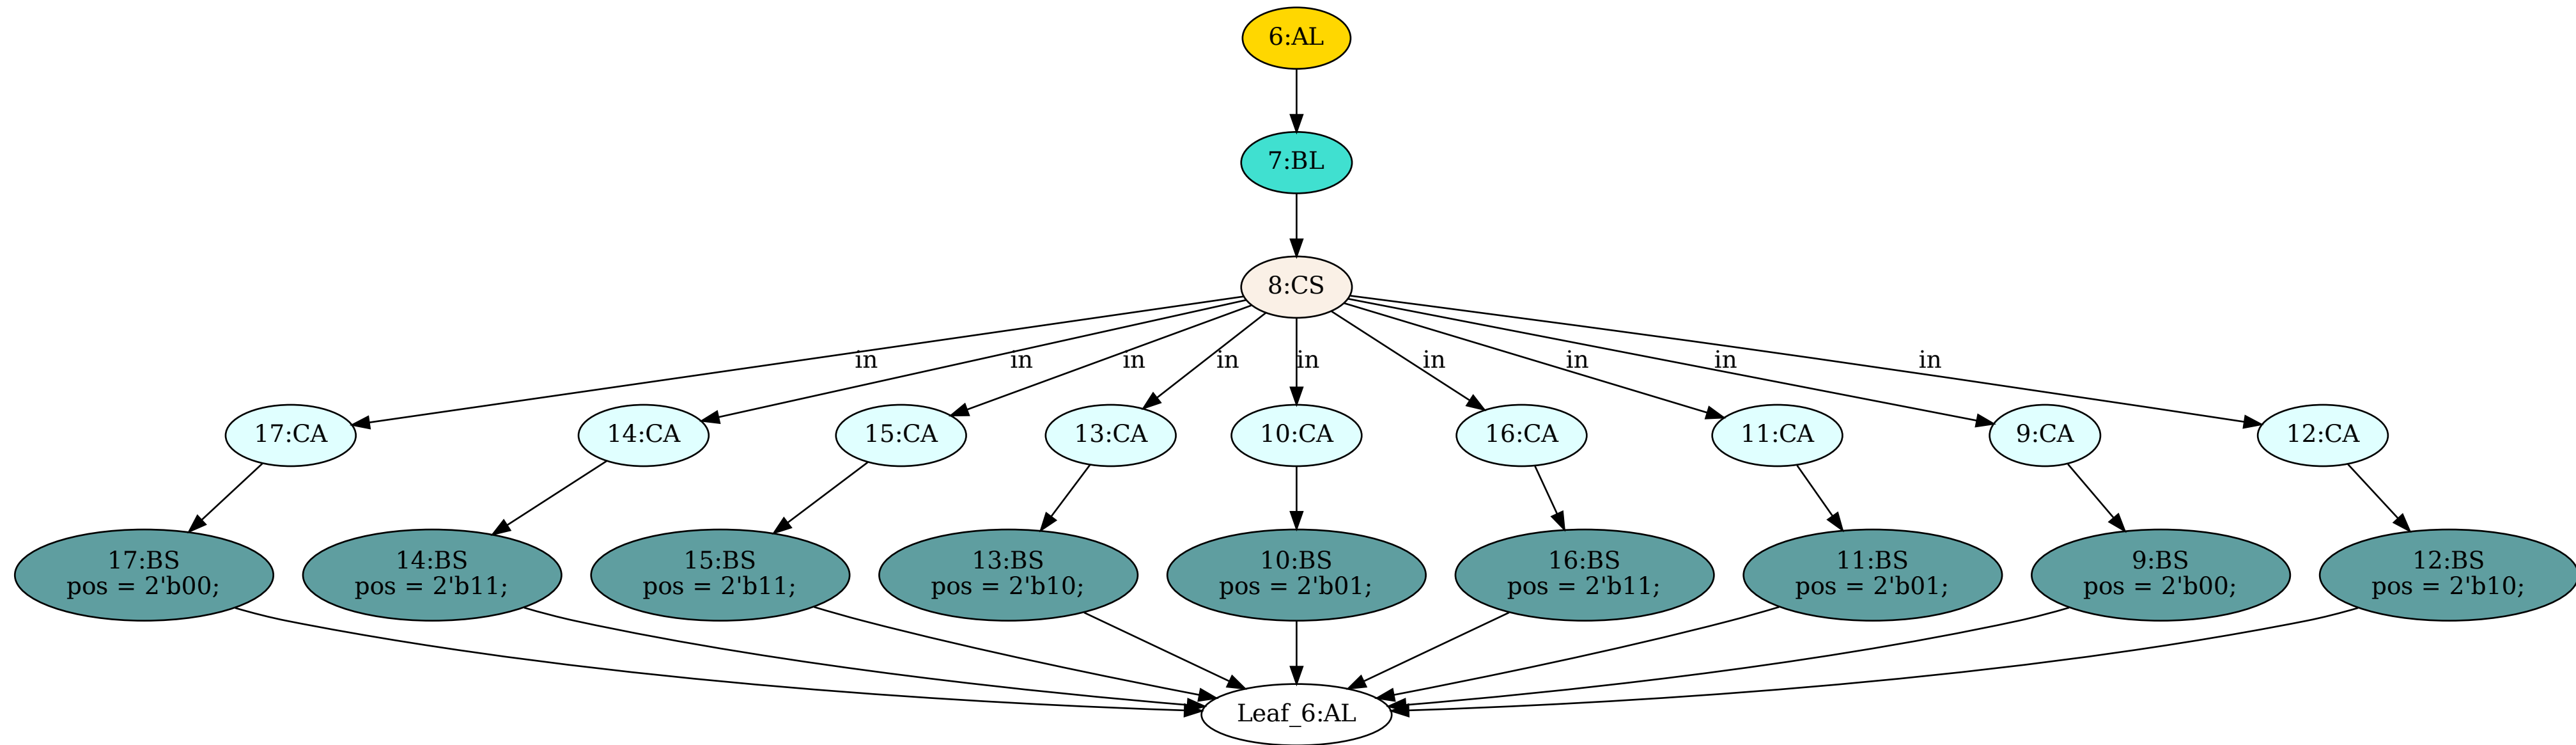 6:AL
7:BL
8:CS
in
in
in
in
in
in
in
in
in
17:CA
14:CA
15:CA
13:CA
10:CA
16:CA
11:CA
9:CA
12:CA
17:BS
pos = 2'b00;
14:BS
pos = 2'b11;
15:BS
pos = 2'b11;
13:BS
pos = 2'b10;
10:BS
pos = 2'b01;
16:BS
pos = 2'b11;
11:BS
pos = 2'b01;
9:BS
pos = 2'b00;
12:BS
pos = 2'b10;
Leaf_6:AL